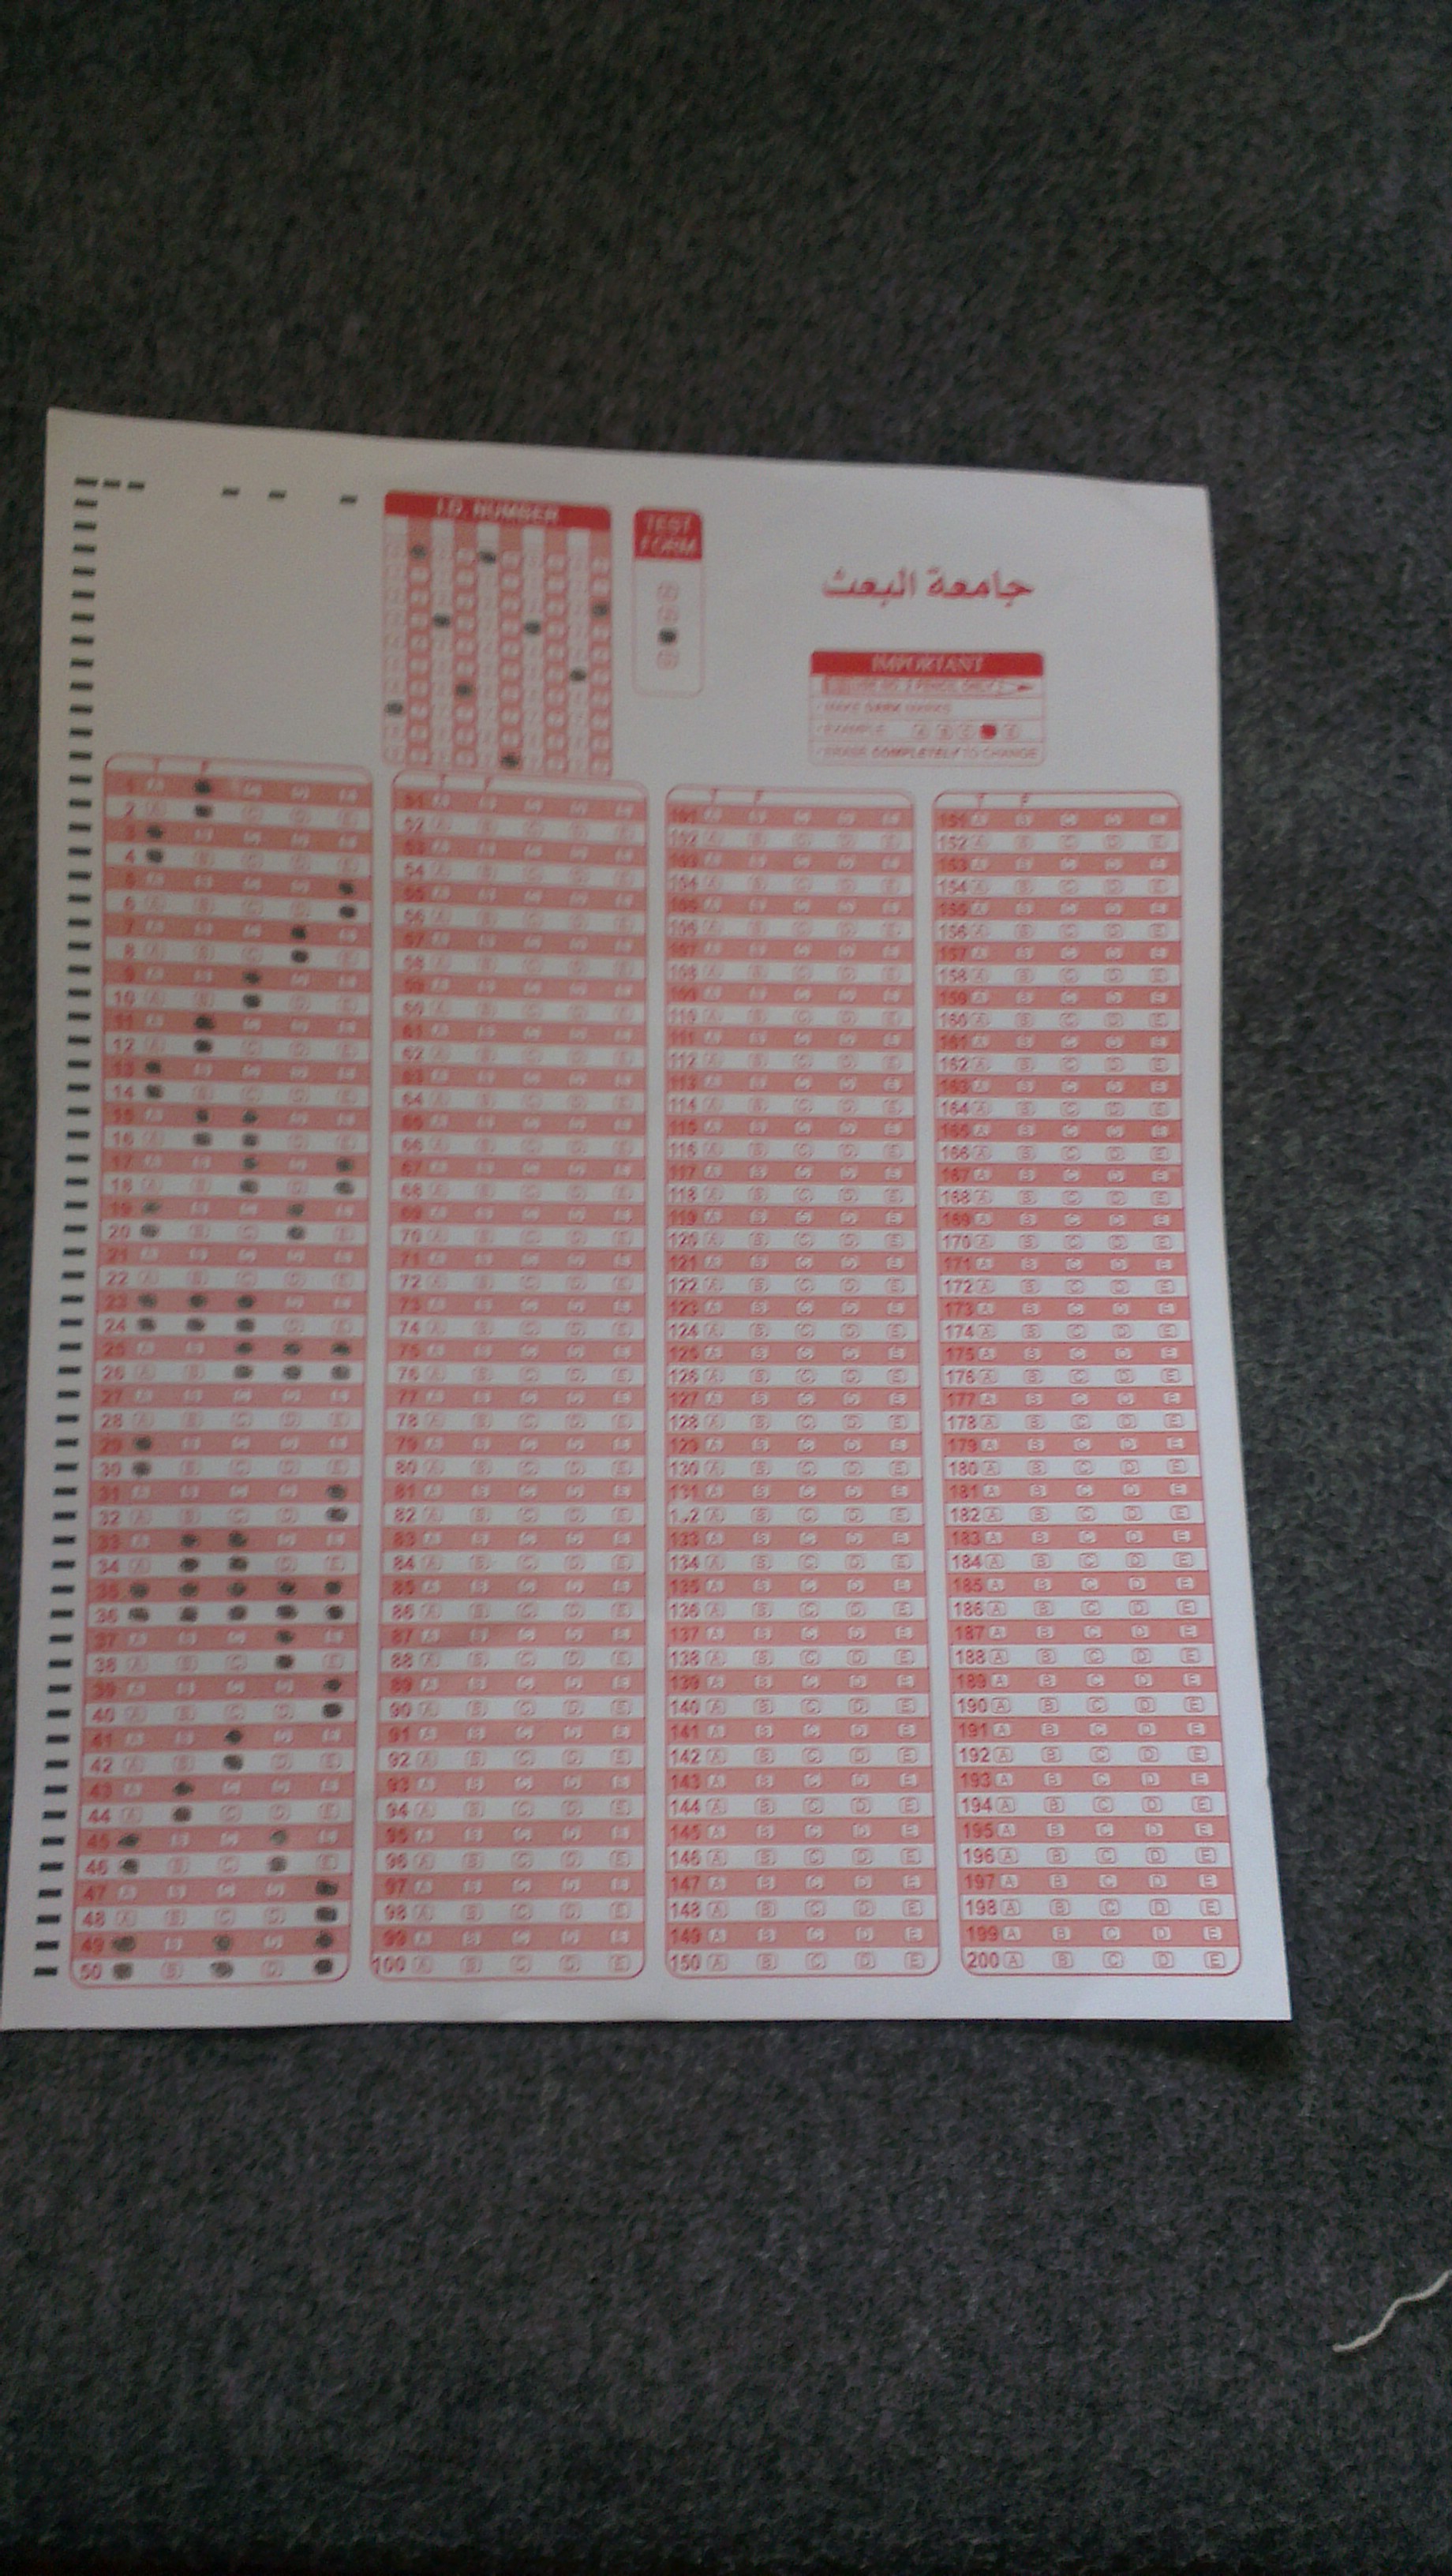 I.D. NUMBER
TEST
FORM
جامعة البعث
IMPORTANT
USE NO. 2 PENCIL ONLY
MAKE DARK MARKS
EXAMPLE A B C E
ERASE COMPLETELY TO CHANGE
T F T F T F T F
1 A C D E 51 A B C D E 101 A B C D E 151 A B C D E
2 A C D E 52 A B C D E 102 A B C D E 152 A B C D E
3 B C D E 53 A B C D E 103 A B C D E 153 A B C D E
4 B C D E 54 A B C D E 104 A B C D E 154 A B C D E
5 A B C D 55 A B C D E 105 A B C D E 155 A B C D E
6 A B C D 56 A B C D E 106 A B C D E 156 A B C D E
7 A B C E 57 A B C D E 107 A B C D E 157 A B C D E
8 A B C E 58 A B C D E 108 A B C D E 158 A B C D E
9 A B D E 59 A B C D E 109 A B C D E 159 A B C D E
10 A B D E 60 A B C D E 110 A B C D E 160 A B C D E
11 A C D E 61 A B C D E 111 A B C D E 161 A B C D E
12 A C D E 62 A B C D E 112 A B C D E 162 A B C D E
13 B C D E 63 A B C D E 113 A B C D E 163 A B C D E
14 B C D E 64 A B C D E 114 A B C D E 164 A B C D E
15 A D E 65 A B C D E 115 A B C D E 165 A B C D E
16 A D E 66 A B C D E 116 A B C D E 166 A B C D E
17 A B D 67 A B C D E 117 A B C D E 167 A B C D E
18 A B D 68 A B C D E 118 A B C D E 168 A B C D E
19 B C E 69 A B C D E 119 A B C D E 169 A B C D E
20 B C E 70 A B C D E 120 A B C D E 170 A B C D E
21 A B C D E 71 A B C D E 121 A B C D E 171 A B C D E
22 A B C D E 72 A B C D E 122 A B C D E 172 A B C D E
23 D E 73 A B C D E 123 A B C D E 173 A B C D E
24 D E 74 A B C D E 124 A B C D E 174 A B C D E
25 A B 75 A B C D E 125 A B C D E 175 A B C D E
26 A B 76 A B C D E 126 A B C D E 176 A B C D E
27 A B C D E 77 A B C D E 127 A B C D E 177 A B C D E
28 A B C D E 78 A B C D E 128 A B C D E 178 A B C D E
29 B C D E 79 A B C D E 129 A B C D E 179 A B C D E
30 B C D E 80 A B C D E 130 A B C D E 180 A B C D E
31 A B C D 81 A B C D E 131 A B C D E 181 A B C D E
32 A B C D 82 A B C D E 132 A B C D E 182 A B C D E
33 A D E 83 A B C D E 133 A B C D E 183 A B C D E
34 A D E 84 A B C D E 134 A B C D E 184 A B C D E
35 85 A B C D E 135 A B C D E 185 A B C D E
36 86 A B C D E 136 A B C D E 186 A B C D E
37 A B C E 87 A B C D E 137 A B C D E 187 A B C D E
38 A B C E 88 A B C D E 138 A B C D E 188 A B C D E
39 A B C D 89 A B C D E 139 A B C D E 189 A B C D E
40 A B C D 90 A B C D E 140 A B C D E 190 A B C D E
41 A B D E 91 A B C D E 141 A B C D E 191 A B C D E
42 A B D E 92 A B C D E 142 A B C D E 192 A B C D E
43 A C D E 93 A B C D E 143 A B C D E 193 A B C D E
44 A C D E 94 A B C D E 144 A B C D E 194 A B C D E
45 B C E 95 A B C D E 145 A B C D E 195 A B C D E
46 B C E 96 A B C D E 146 A B C D E 196 A B C D E
47 A B C D 97 A B C D E 147 A B C D E 197 A B C D E
48 A B C D 98 A B C D E 148 A B C D E 198 A B C D E
49 B D 99 A B C D E 149 A B C D E 199 A B C D E
50 B D 100 A B C D E 150 A B C D E 200 A B C D E